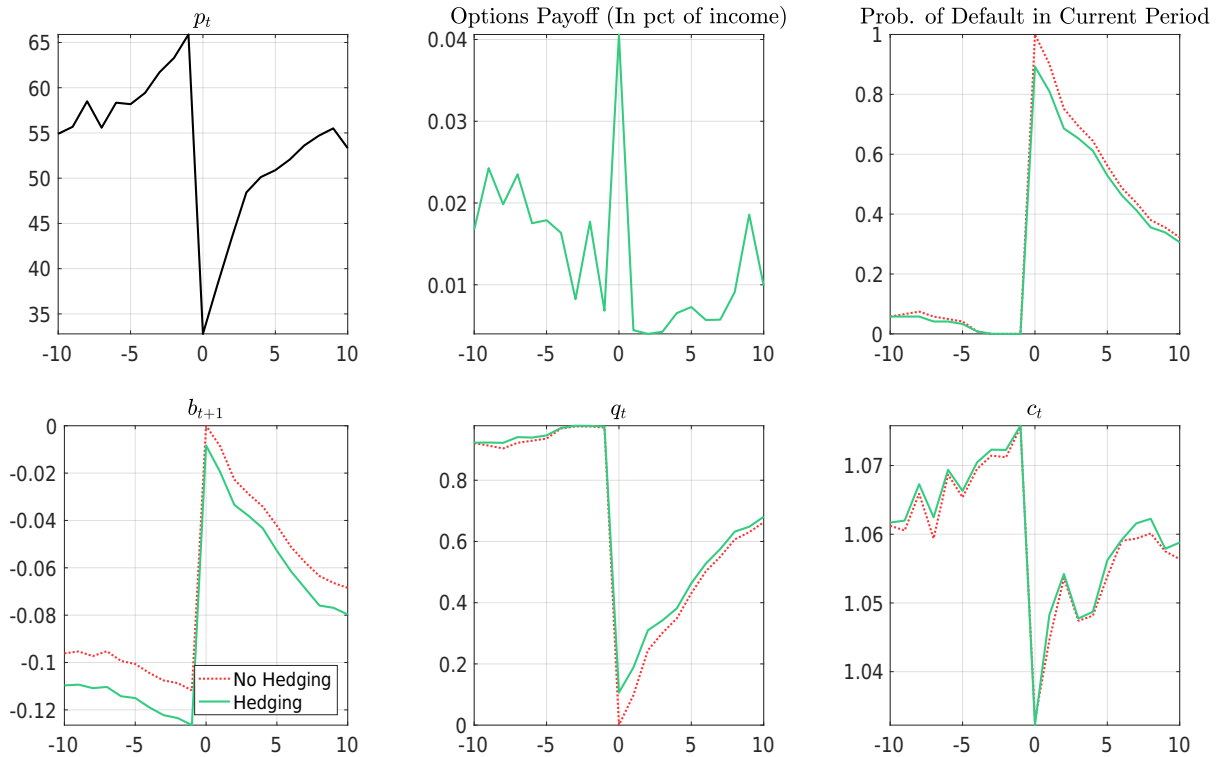 p_t
65
60
55
50
45
40
35
-10 -5 0 5 10
Options Payoff (In pct of income)
0.04
0.03
0.02
0.01
-10 -5 0 5 10
Prob. of Default in Current Period
1
0.8
0.6
0.4
0.2
0
-10 -5 0 5 10
b_{t+1}
0
-0.02
-0.04
-0.06
-0.08
-0.1
-0.12
No Hedging
Hedging
-10 -5 0 5 10
q_t
0.8
0.6
0.4
0.2
0
-10 -5 0 5 10
c_t
1.07
1.06
1.05
1.04
-10 -5 0 5 10